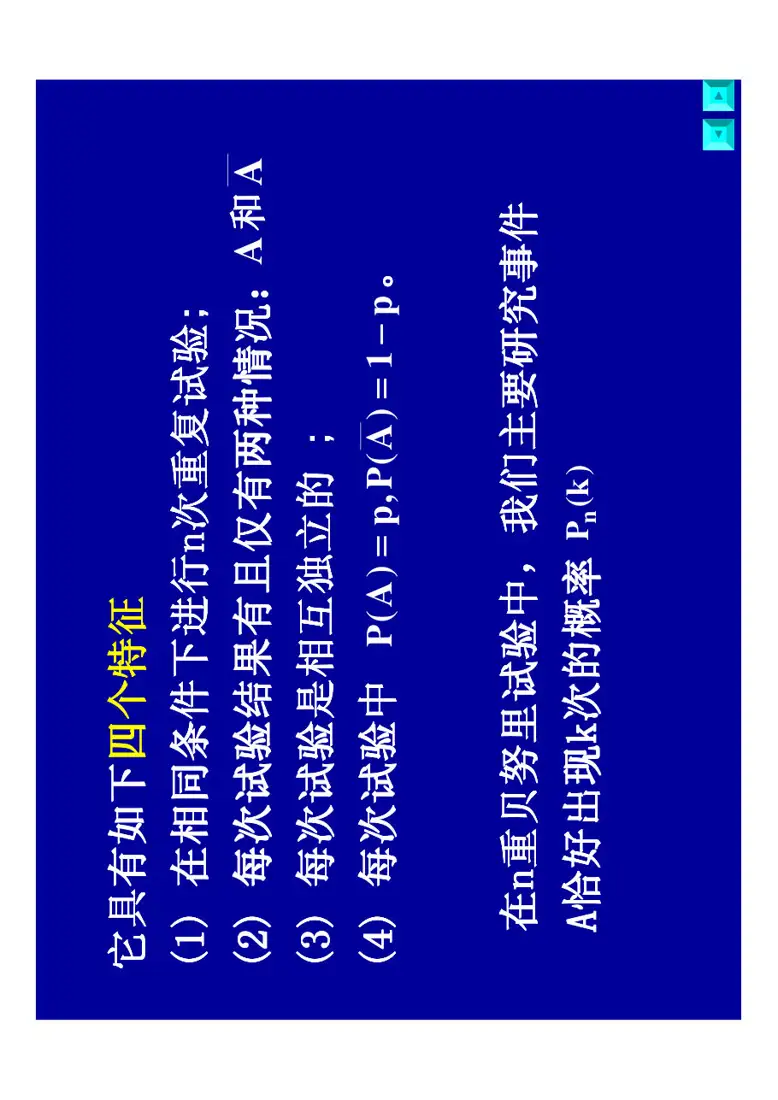 它具有如下四个特征
(1) 在相同条件下进行n次重复试验;
(2) 每次试验结果有且仅有两种情况: A和A̅
(3) 每次试验是相互独立的 ;
(4) 每次试验中 P(A)=p,P(A̅)=1−p。
在n重贝努里试验中, 我们主要研究事件
A恰好出现k次的概率 Pₙ(k)